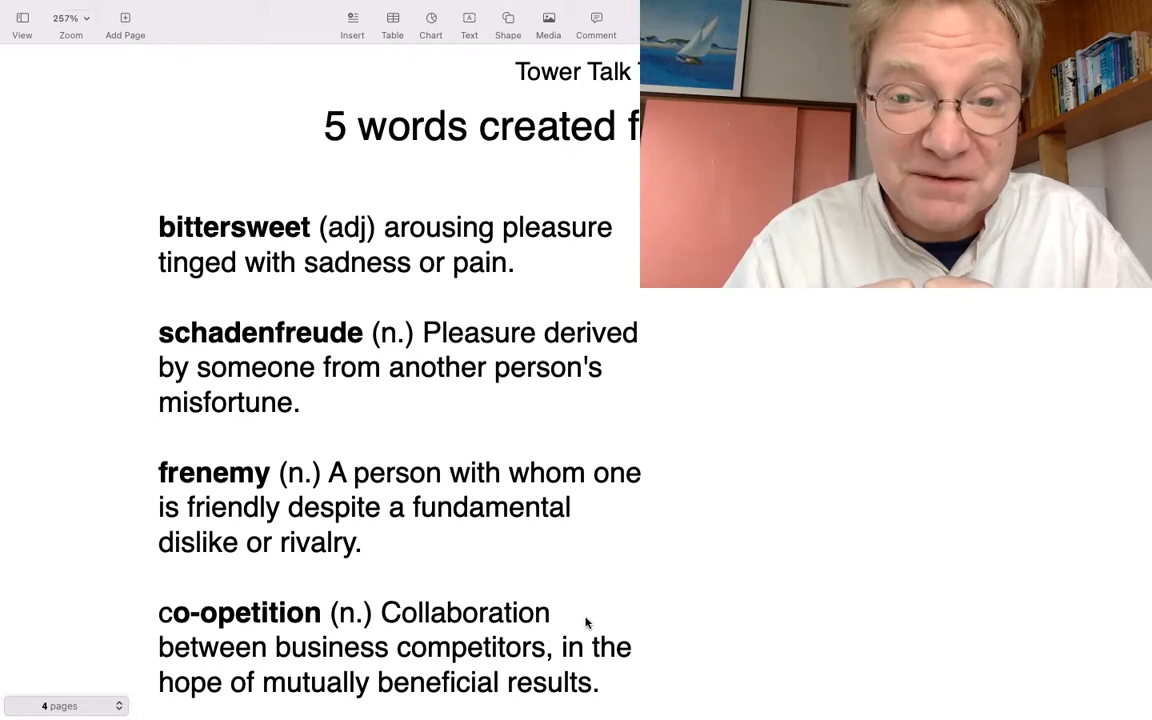 257%
View
Zoom
Add Page
Insert
Table
Chart
Text
Shape
Media
Comment
Tower Talk
5 words created f
bittersweet (adj) arousing pleasure
tinged with sadness or pain.
schadenfreude (n.) Pleasure derived
by someone from another person's
misfortune.
frenemy (n.) A person with whom one
is friendly despite a fundamental
dislike or rivalry.
co-opetition (n.) Collaboration
between business competitors, in the
hope of mutually beneficial results.
4 pages